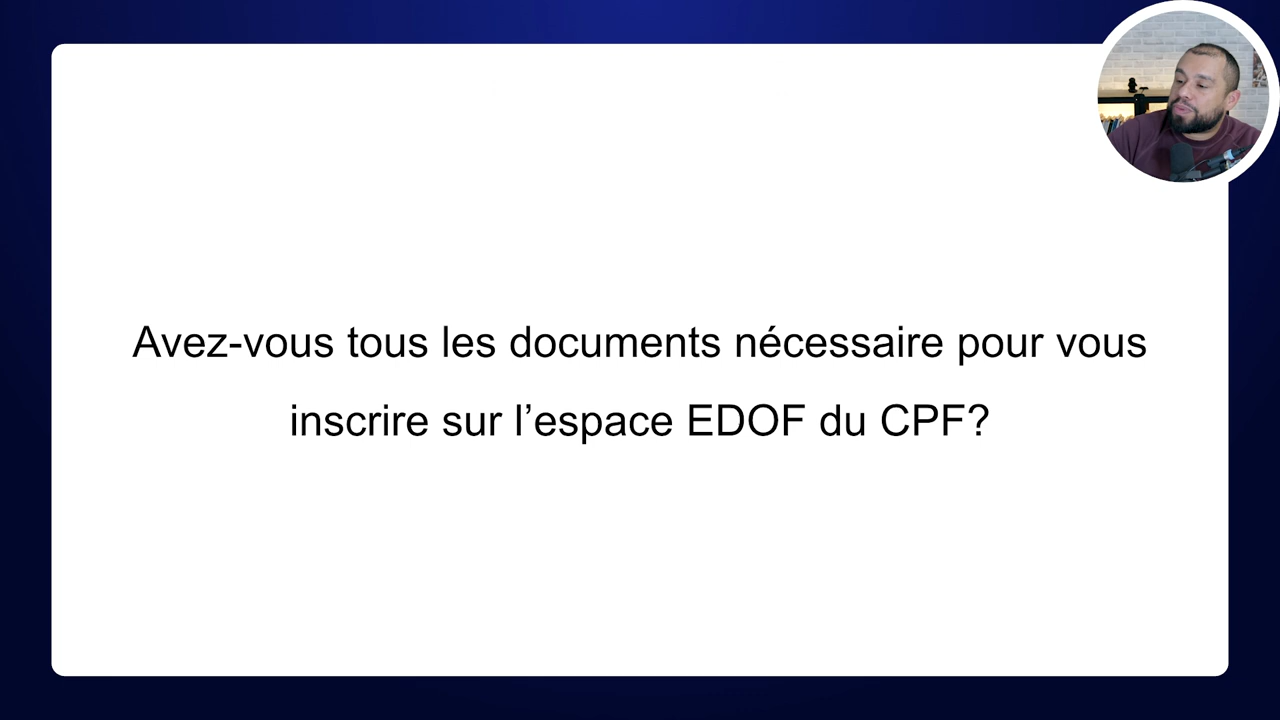 Avez-vous tous les documents nécessaire pour vous
inscrire sur l’espace EDOF du CPF?